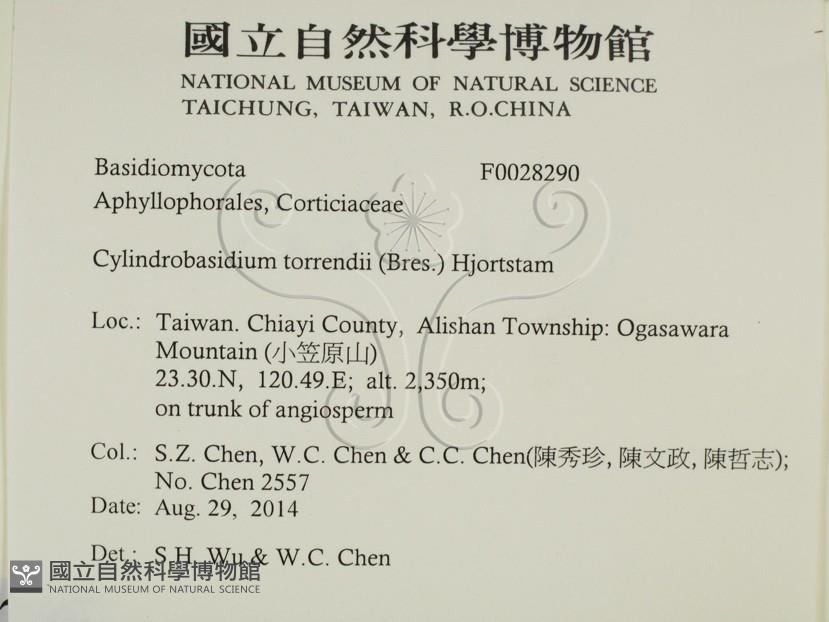 國立自然科學博物館
NATIONAL MUSEUM OF NATURAL SCIENCE
TAICHUNG, TAIWAN, R.O.CHINA
Basidiomycota F0028290
Aphyllophorales, Corticiaceae
Cylindrobasidium torrendii (Bres.) Hjortstam
Loc.: Taiwan. Chiayi County, Alishan Township: Ogasawara
Mountain (小笠原山)
23.30.N, 120.49.E; alt. 2,350m;
on trunk of angiosperm
Col.: S.Z. Chen, W.C. Chen & C.C. Chen(陳秀珍, 陳文政, 陳哲志);
No. Chen 2557
Date: Aug. 29, 2014
Det.: S.H. Wu & W.C. Chen
國立自然科學博物館
NATIONAL MUSEUM OF NATURAL SCIENCE